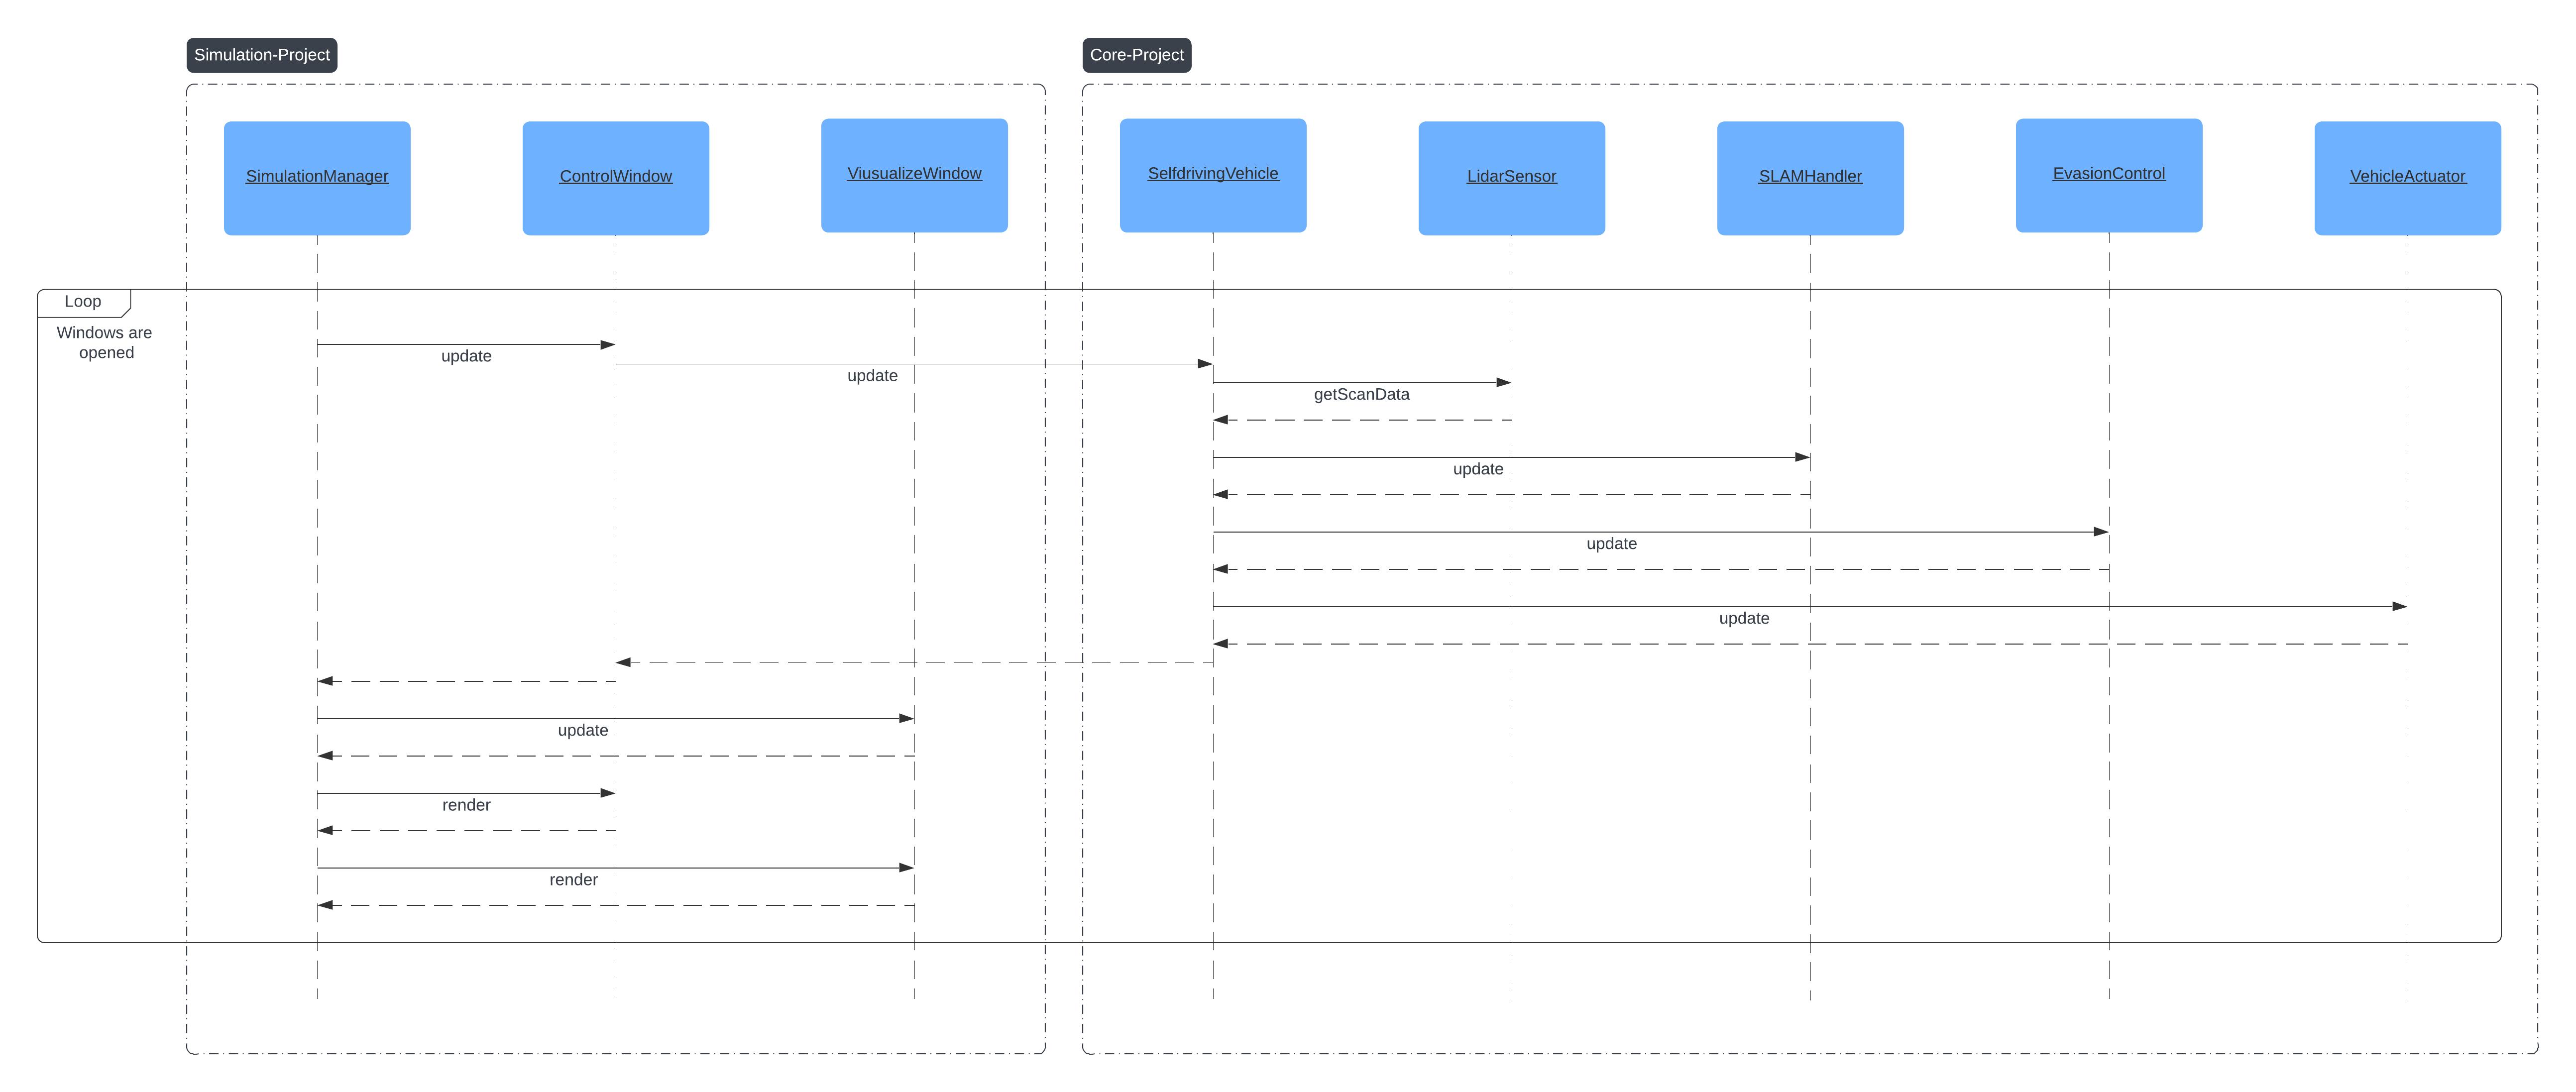 Simulation-Project
Core-Project
SimulationManager
ControlWindow
ViusualizeWindow
SelfdrivingVehicle
LidarSensor
SLAMHandler
EvasionControl
VehicleActuator
Loop
Windows are
opened
update
update
getScanData
update
update
update
update
render
render